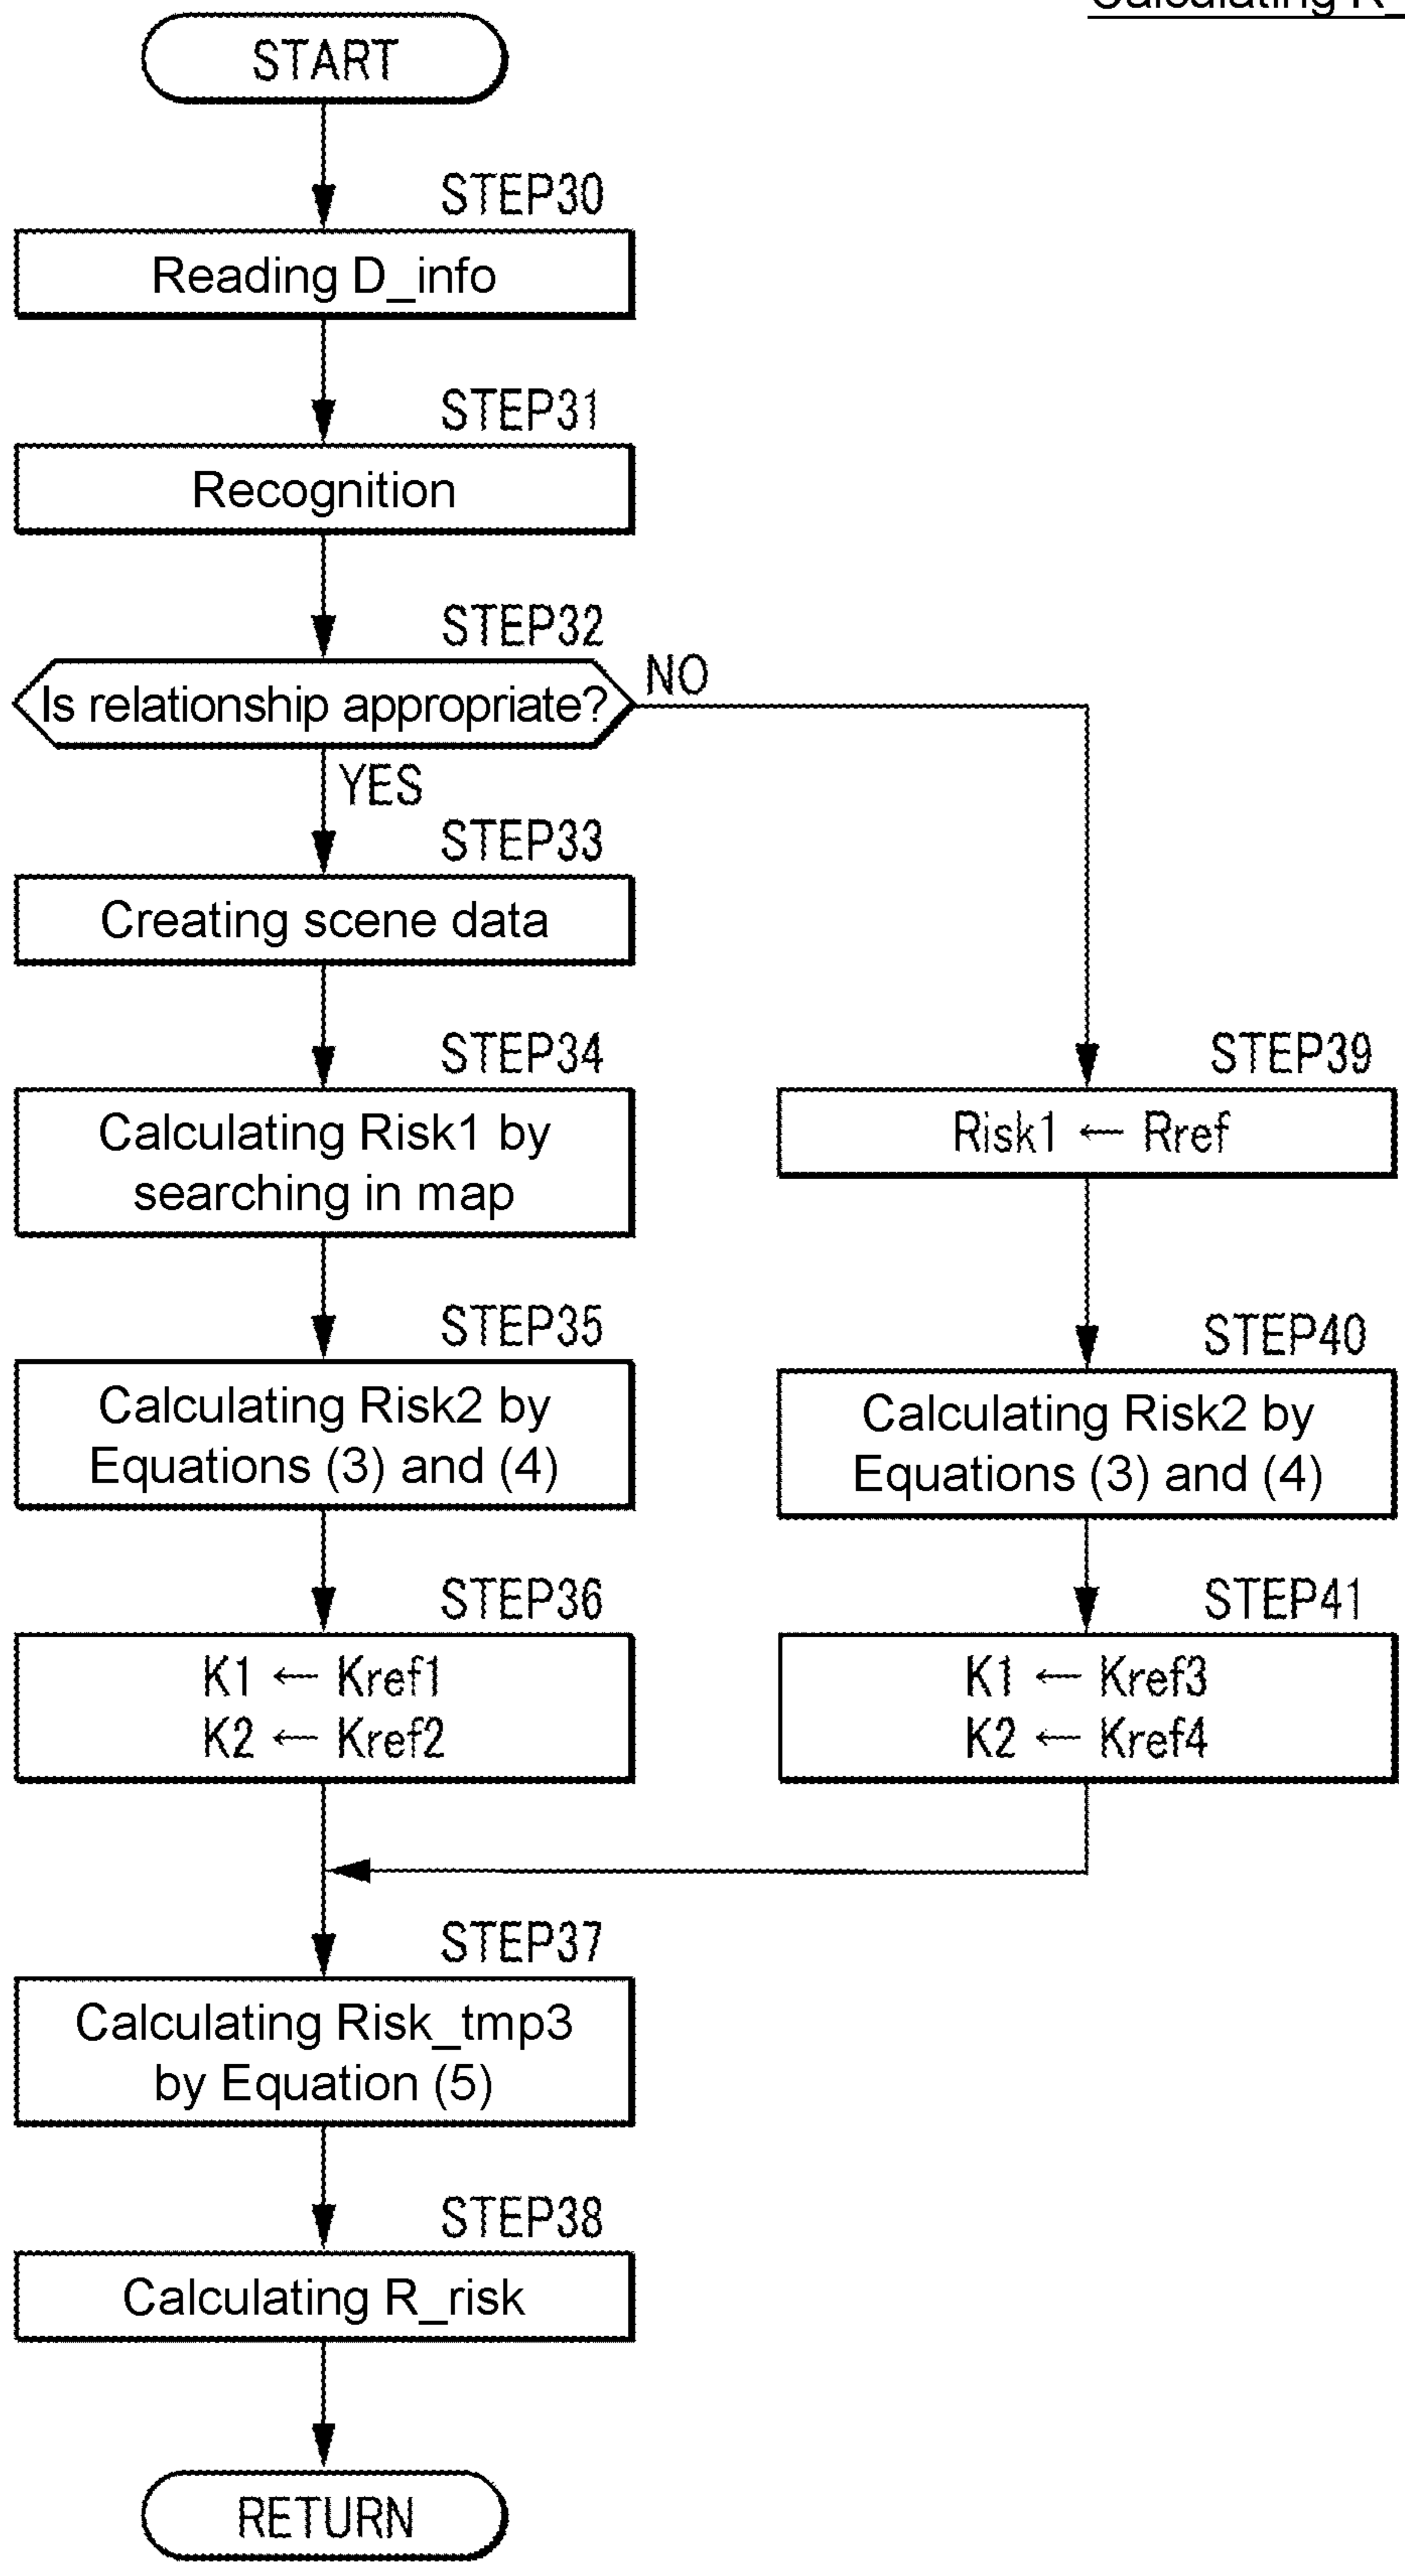 START
STEP30
Reading D_info
STEP31
Recognition
STEP32
Is relationship appropriate?
NO
YES
STEP33
Creating scene data
STEP34
Calculating Risk1 by
searching in map
STEP35
Calculating Risk2 by
Equations (3) and (4)
STEP36
K1 ← Kref1
K2 ← Kref2
STEP39
Risk1 ← Rref
STEP40
Calculating Risk2 by
Equations (3) and (4)
STEP41
K1 ← Kref3
K2 ← Kref4
STEP37
Calculating Risk_tmp3
by Equation (5)
STEP38
Calculating R_risk
RETURN